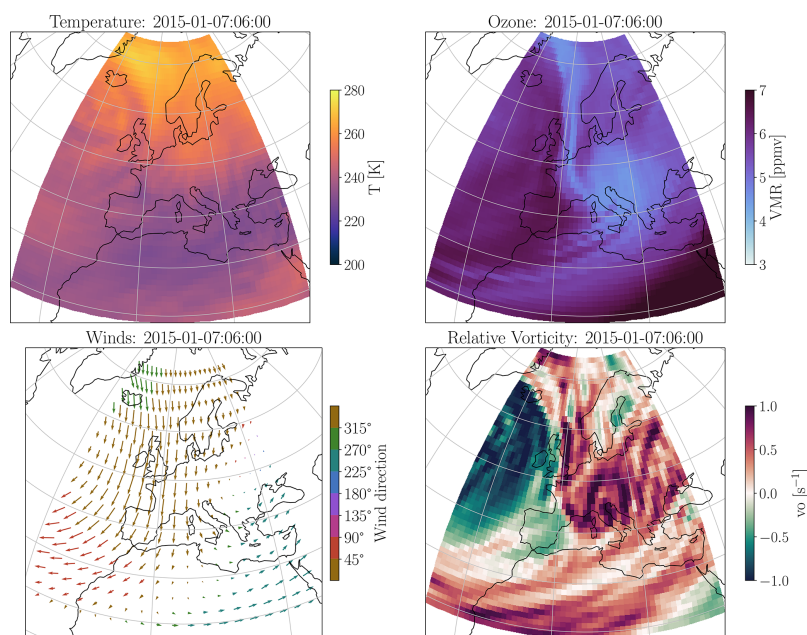 Temperature: 2015-01-07:06:00
280
260
240
220
200
T [K]
Ozone: 2015-01-07:06:00
7
6
5
4
3
VMR [ppmv]
Winds: 2015-01-07:06:00
315°
270°
225°
180°
135°
90°
45°
Wind direction
Relative Vorticity: 2015-01-07:06:00
1.0
0.5
0.0
−0.5
−1.0
vo [s⁻¹]